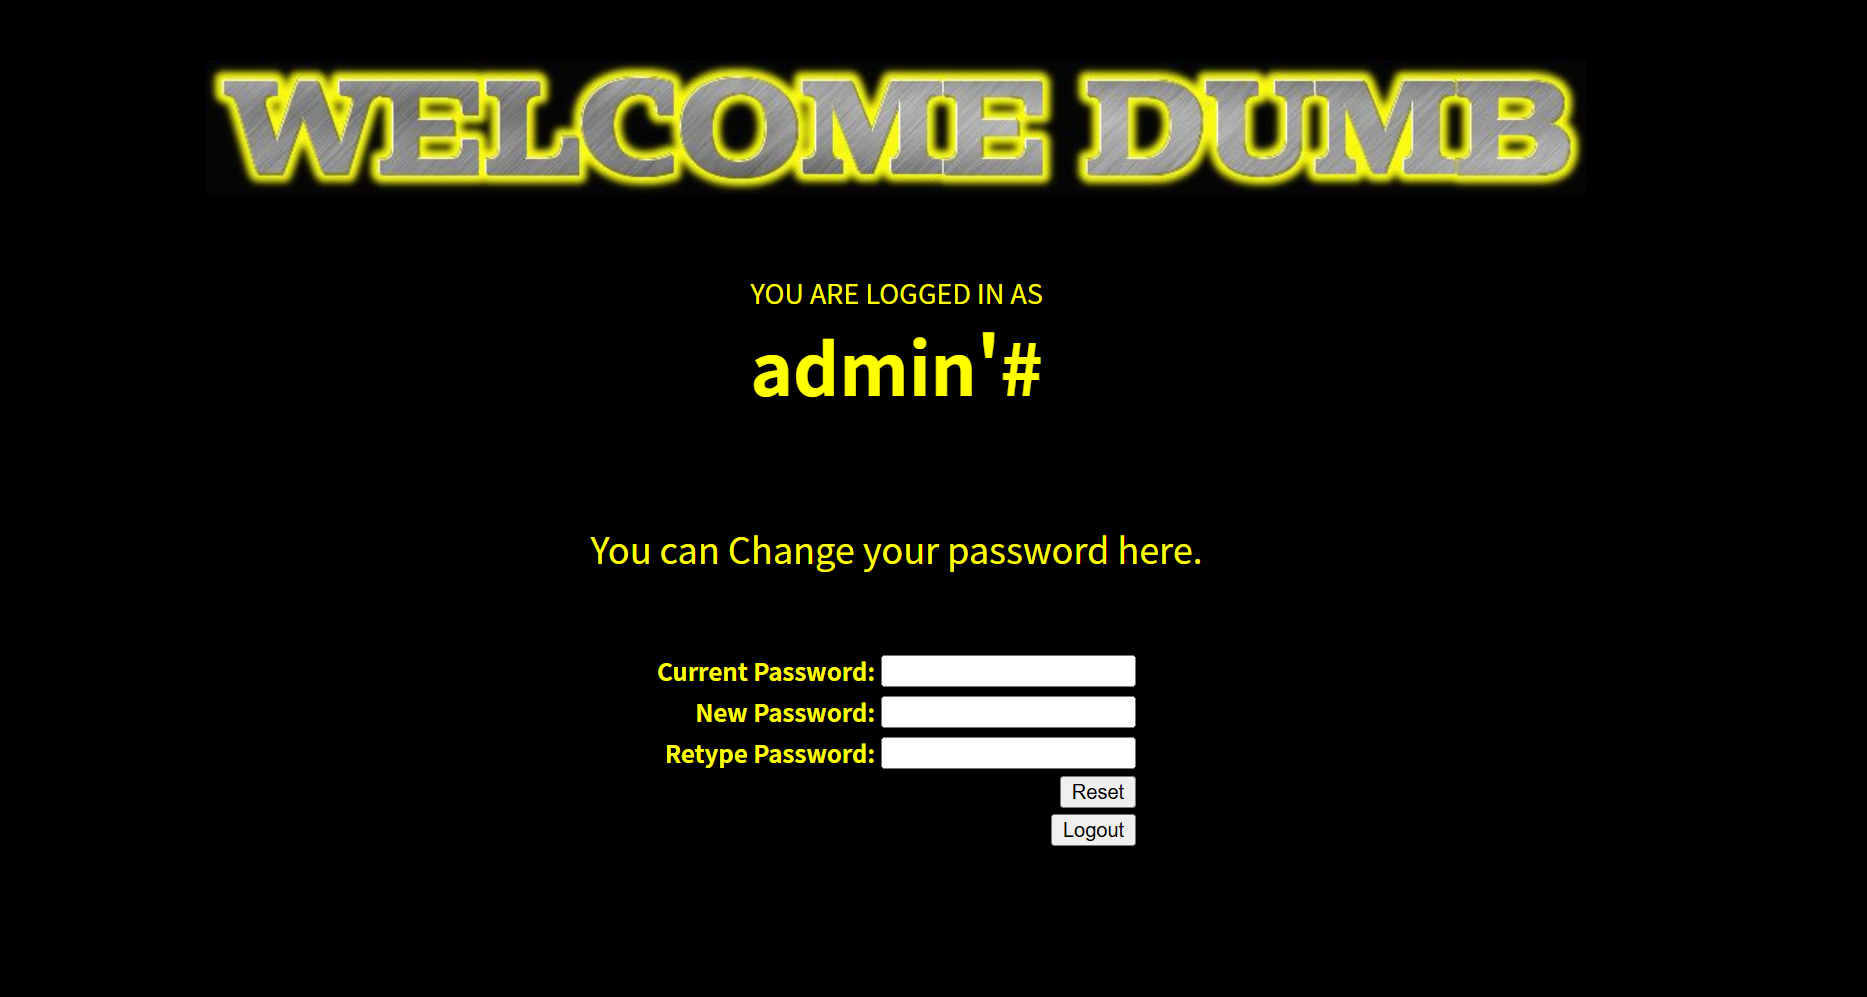 WELCOME DUMB
YOU ARE LOGGED IN AS
admin'#
You can Change your password here.
Current Password:
New Password:
Retype Password:
Reset
Logout